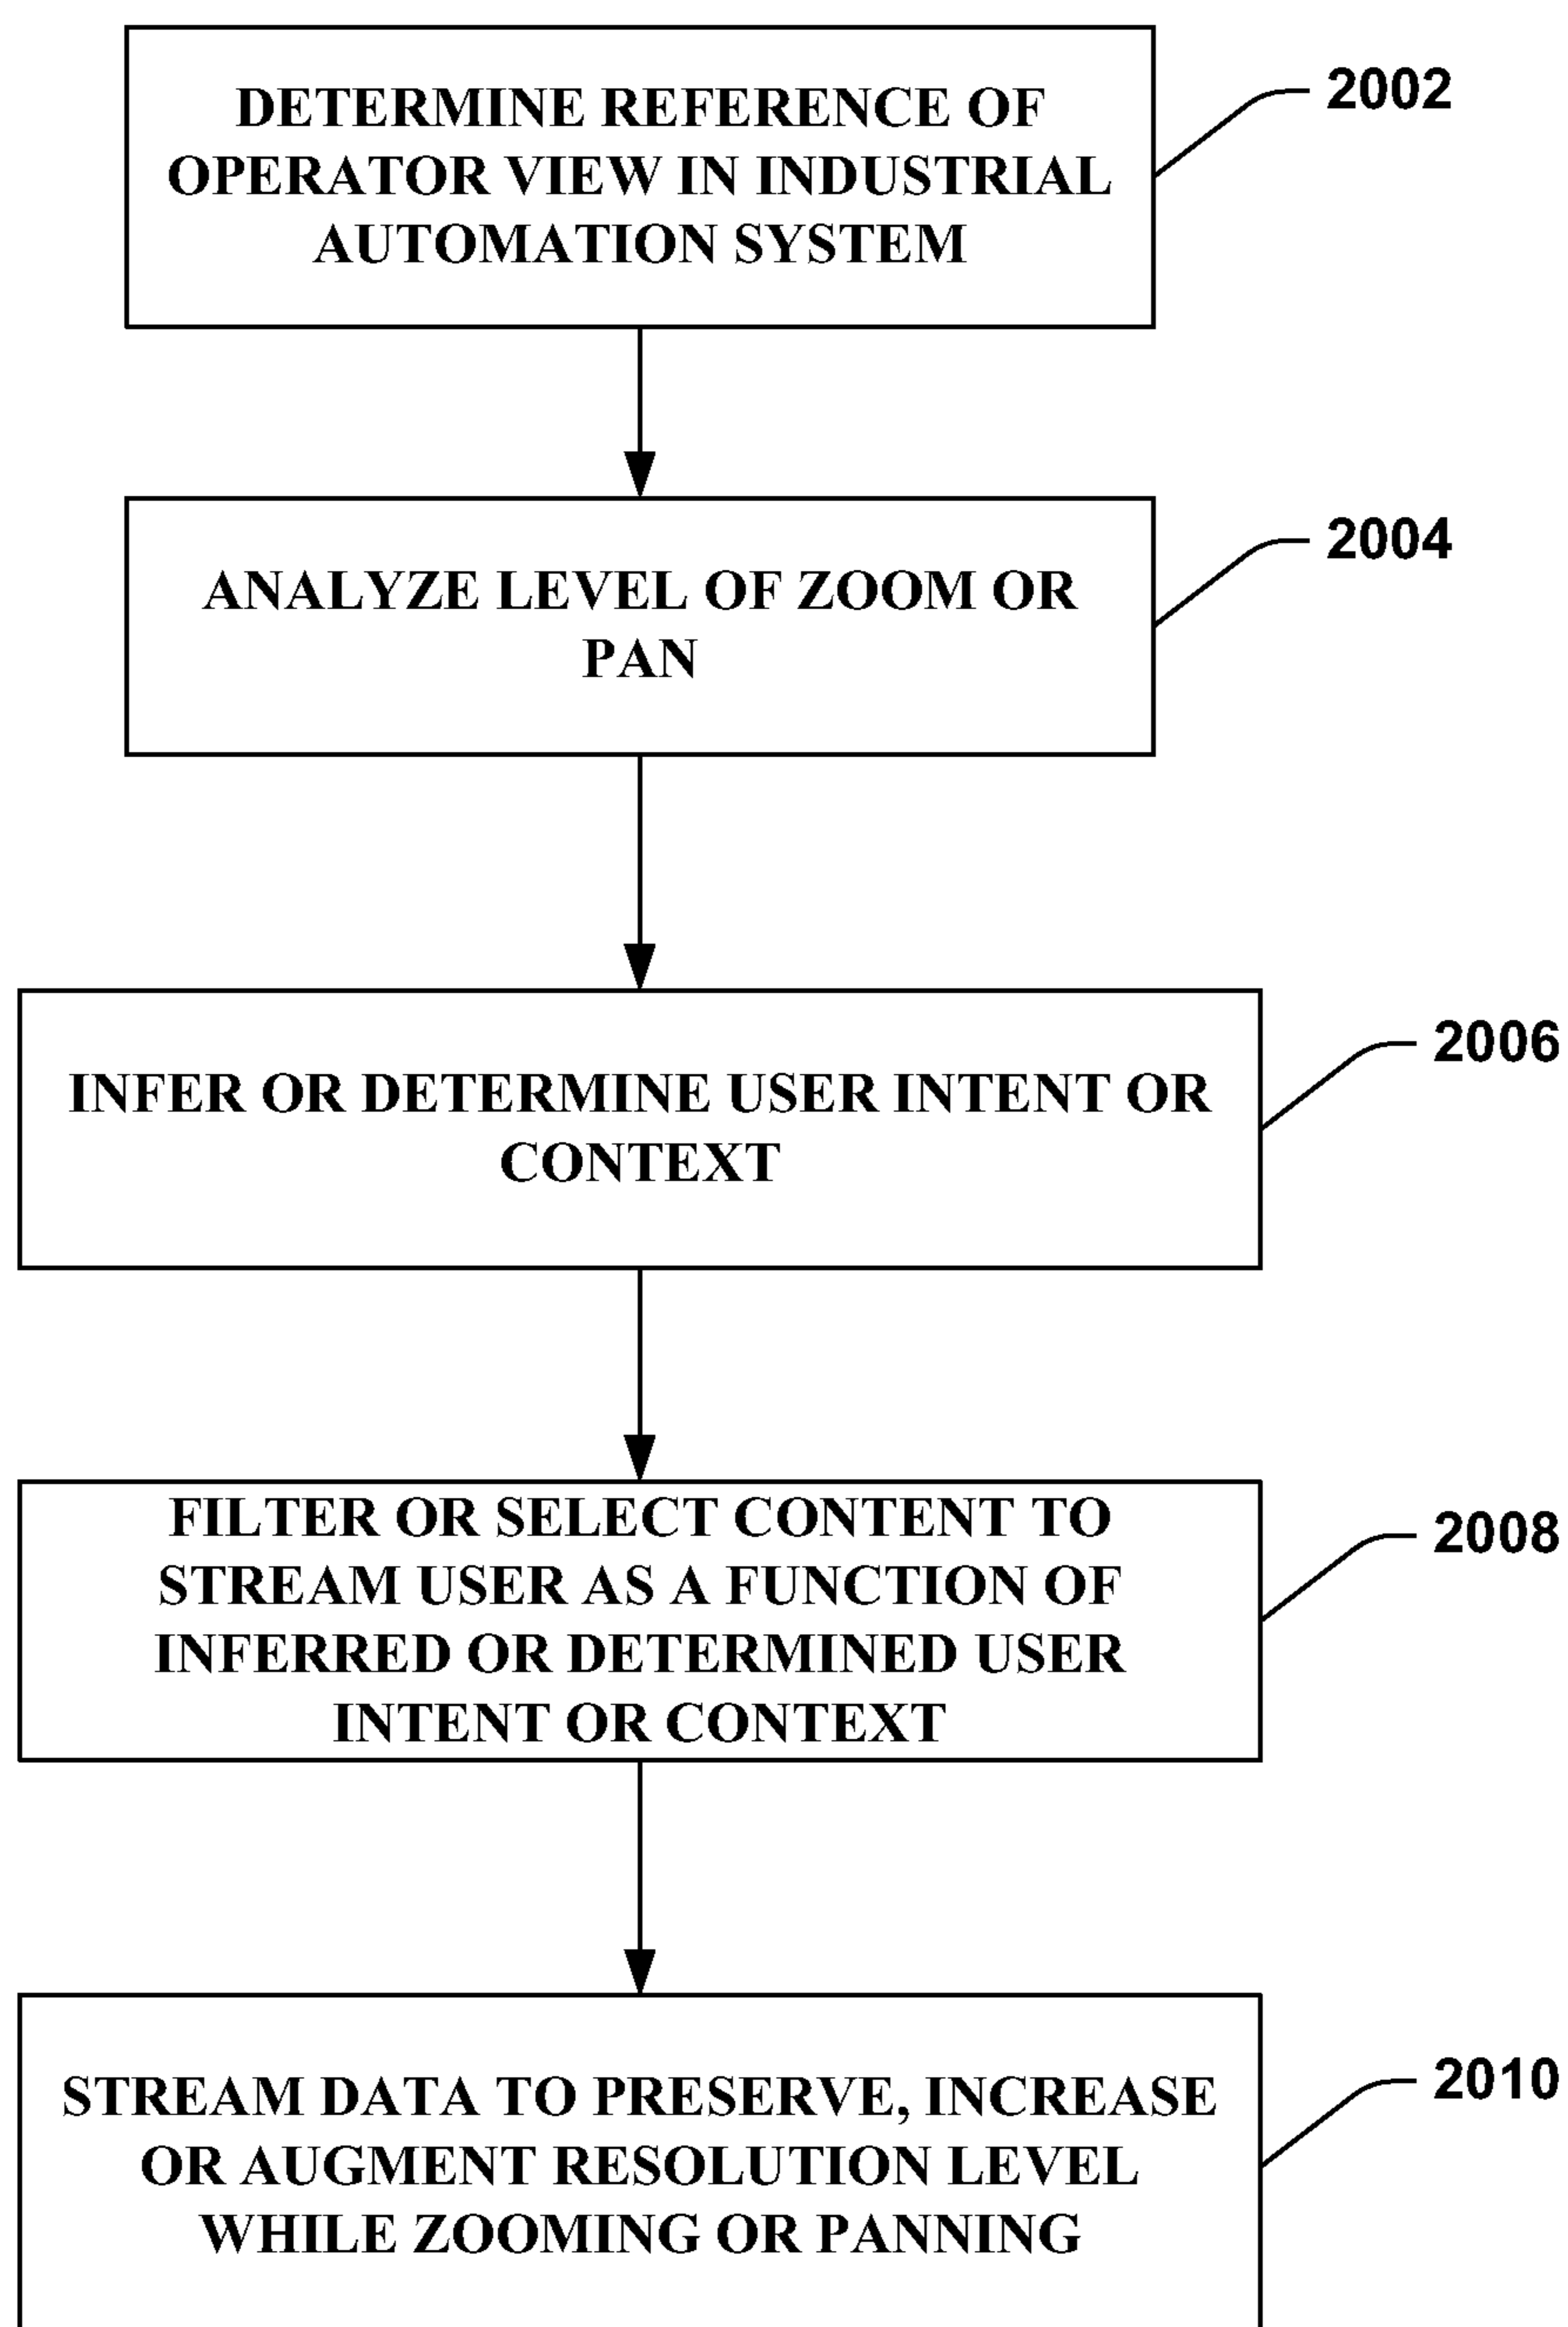 DETERMINE REFERENCE OF
OPERATOR VIEW IN INDUSTRIAL
AUTOMATION SYSTEM
2002
ANALYZE LEVEL OF ZOOM OR
PAN
2004
INFER OR DETERMINE USER INTENT OR
CONTEXT
2006
FILTER OR SELECT CONTENT TO
STREAM USER AS A FUNCTION OF
INFERRED OR DETERMINED USER
INTENT OR CONTEXT
2008
STREAM DATA TO PRESERVE, INCREASE
OR AUGMENT RESOLUTION LEVEL
WHILE ZOOMING OR PANNING
2010